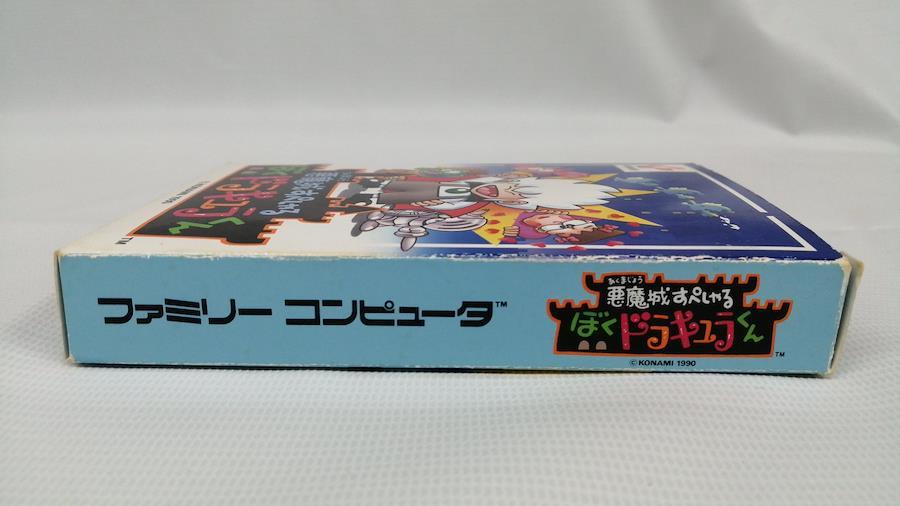 ファミリー コンピュータ™
あくまじょう
悪魔城すぺしゃる
ぼくドラキュラくん
™
©KONAMI 1990